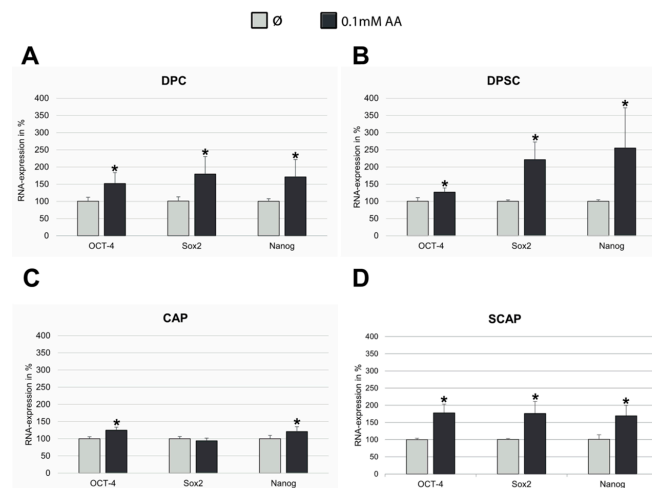 Ø 0.1mM AA
A B
DPC DPSC
RNA-expression in %
400
350
300
250
200
150
100
50
0
* * *
OCT-4 Sox2 Nanog
RNA-expression in %
400
350
300
250
200
150
100
50
0
* * *
OCT-4 Sox2 Nanog
C D
CAP SCAP
RNA-expression in %
400
350
300
250
200
150
100
50
0
* *
OCT-4 Sox2 Nanog
RNA-expression in %
400
350
300
250
200
150
100
50
0
* * *
OCT-4 Sox2 Nanog